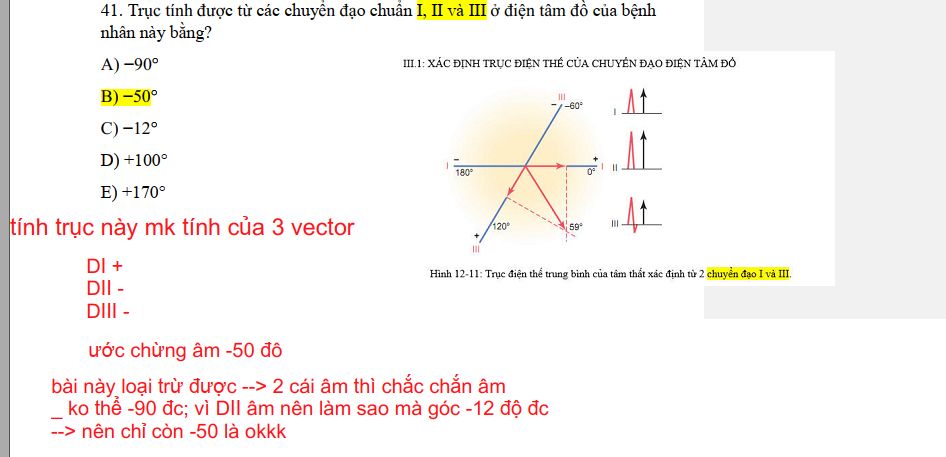 41. Trục tính được từ các chuyển đạo chuẩn I, II và III ở điện tâm đồ của bệnh
nhân này bằng?
A) −90°
B) −50°
C) −12°
D) +100°
E) +170°
III.1: XÁC ĐỊNH TRỤC ĐIỆN THẾ CỦA CHUYỂN ĐẠO ĐIỆN TÂM ĐỒ
III
− −60°
I
− +
I I
180° 0°
II
120° 59°
+
III
III
Hình 12-11: Trục điện thế trung bình của tâm thất xác định từ 2 chuyển đạo I và III.
tính trục này mk tính của 3 vector
DI +
DII -
DIII -
ước chừng âm -50 đô
bài này loại trừ được --> 2 cái âm thì chắc chắn âm
_ ko thể -90 đc; vì DII âm nên làm sao mà góc -12 độ đc
--> nên chỉ còn -50 là okkk